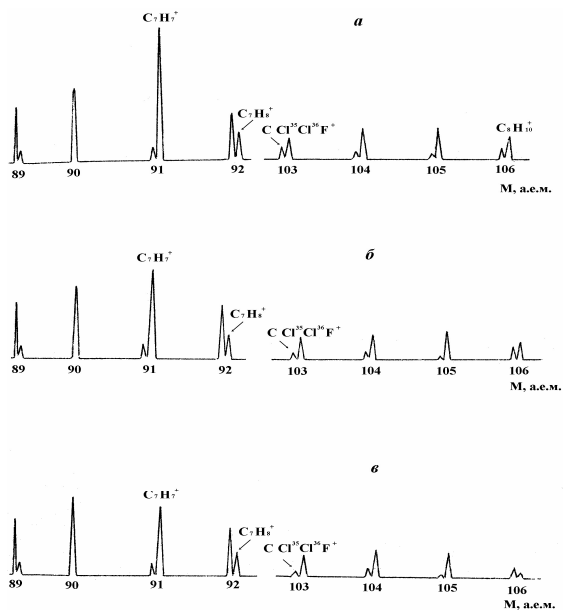 а
C₇H₇⁺
C₇H₈⁺
C Cl³⁵Cl³⁶F⁺
C₈H₁₀⁺
89 90 91 92 103 104 105 106
М, а.е.м.
б
C₇H₇⁺
C₇H₈⁺
C Cl³⁵Cl³⁶F⁺
89 90 91 92 103 104 105 106
М, а.е.м.
в
C₇H₇⁺
C₇H₈⁺
C Cl³⁵Cl³⁶F⁺
89 90 91 92 103 104 105 106
М, а.е.м.